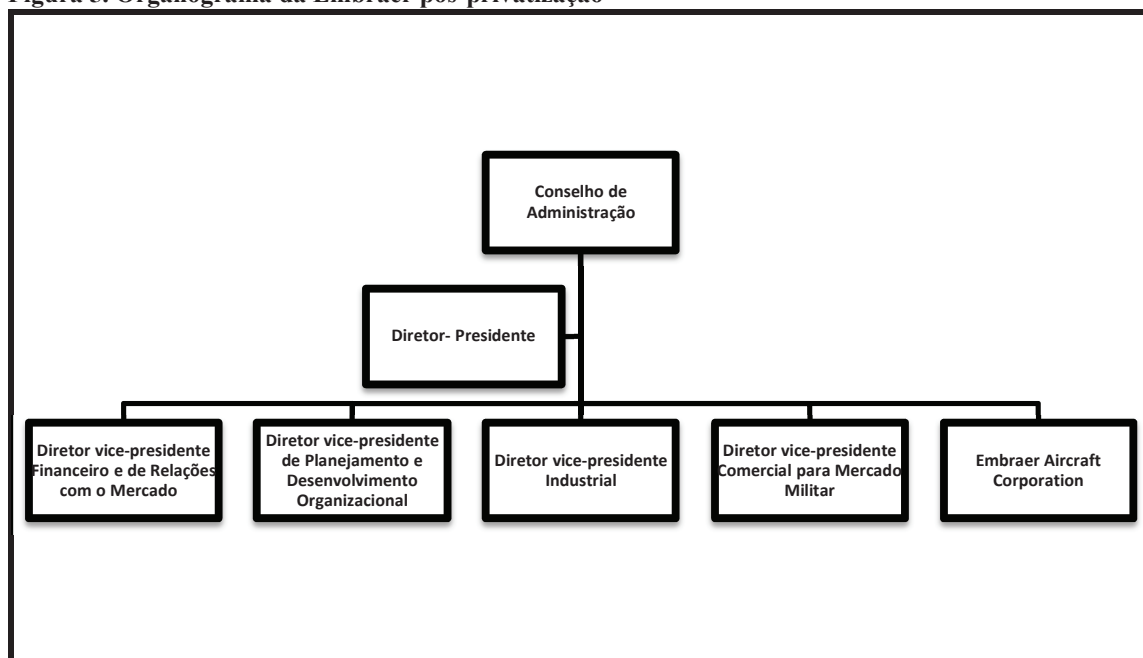 Figura 3. Organograma da Embraer pós-privatização
Conselho de
Administração
Diretor- Presidente
Diretor vice-presidente
Financeiro e de Relações
com o Mercado
Diretor vice-presidente
de Planejamento e
Desenvolvimento
Organizacional
Diretor vice-presidente
Industrial
Diretor vice-presidente
Comercial para Mercado
Militar
Embraer Aircraft
Corporation